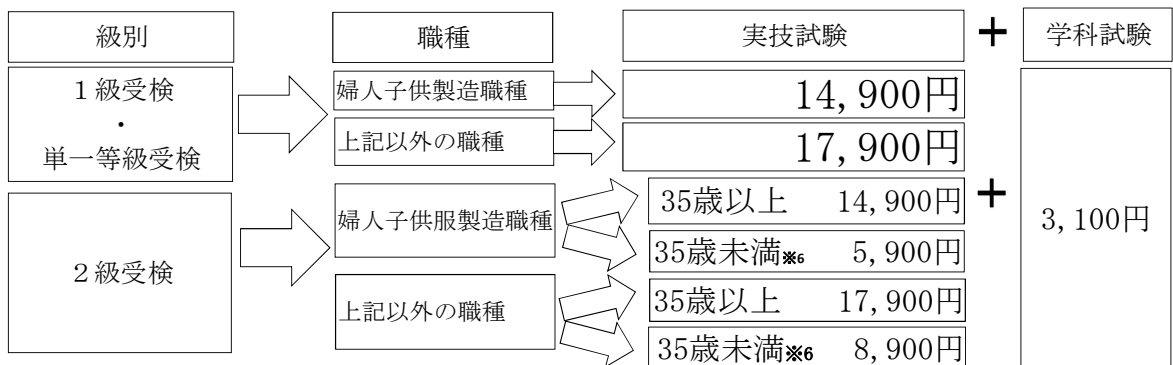 級別
職種
実技試験
+
学科試験
1級受検
・
単一等級受検
婦人子供製造職種
14,900円
上記以外の職種
17,900円
2級受検
婦人子供服製造職種
35歳以上 14,900円
+
3,100円
35歳未満※6 5,900円
上記以外の職種
35歳以上 17,900円
35歳未満※6 8,900円